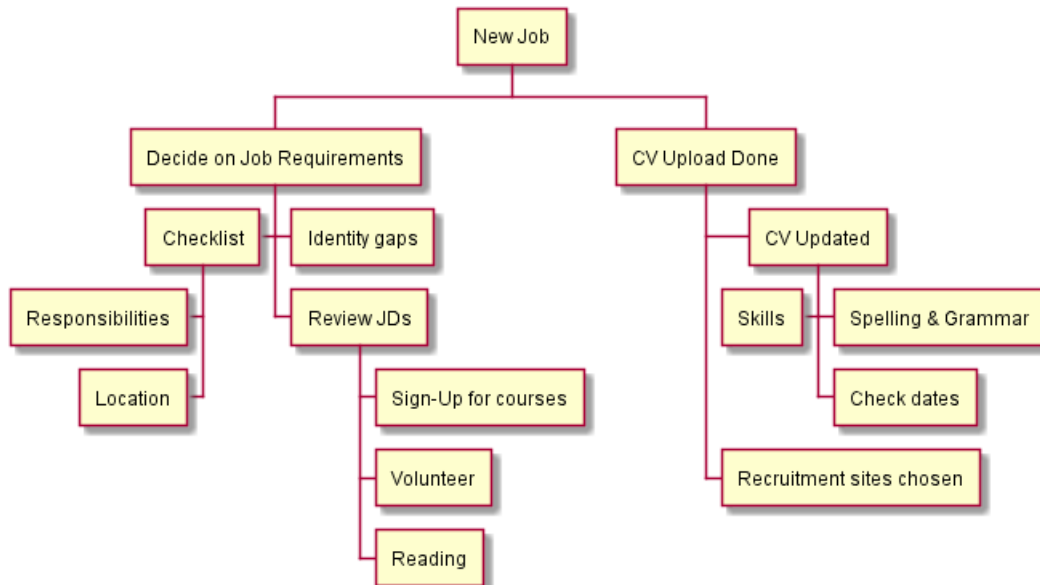 New Job
Decide on Job Requirements
CV Upload Done
Checklist
Identity gaps
CV Updated
Responsibilities
Review JDs
Skills
Spelling & Grammar
Location
Sign-Up for courses
Check dates
Volunteer
Recruitment sites chosen
Reading